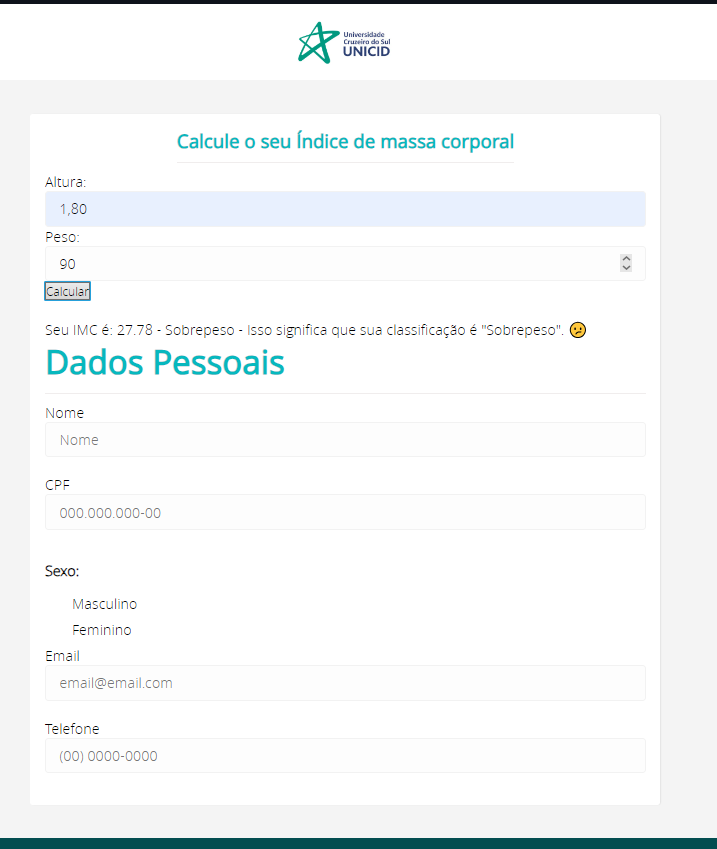 Universidade
Cruzeiro do Sul
UNICID
Calcule o seu Índice de massa corporal
Altura:
1,80
Peso:
90
Calcular
Seu IMC é: 27.78 - Sobrepeso - Isso significa que sua classificação é "Sobrepeso". 😕
Dados Pessoais
Nome
Nome
CPF
000.000.000-00
Sexo:
Masculino
Feminino
Email
email@email.com
Telefone
(00) 0000-0000